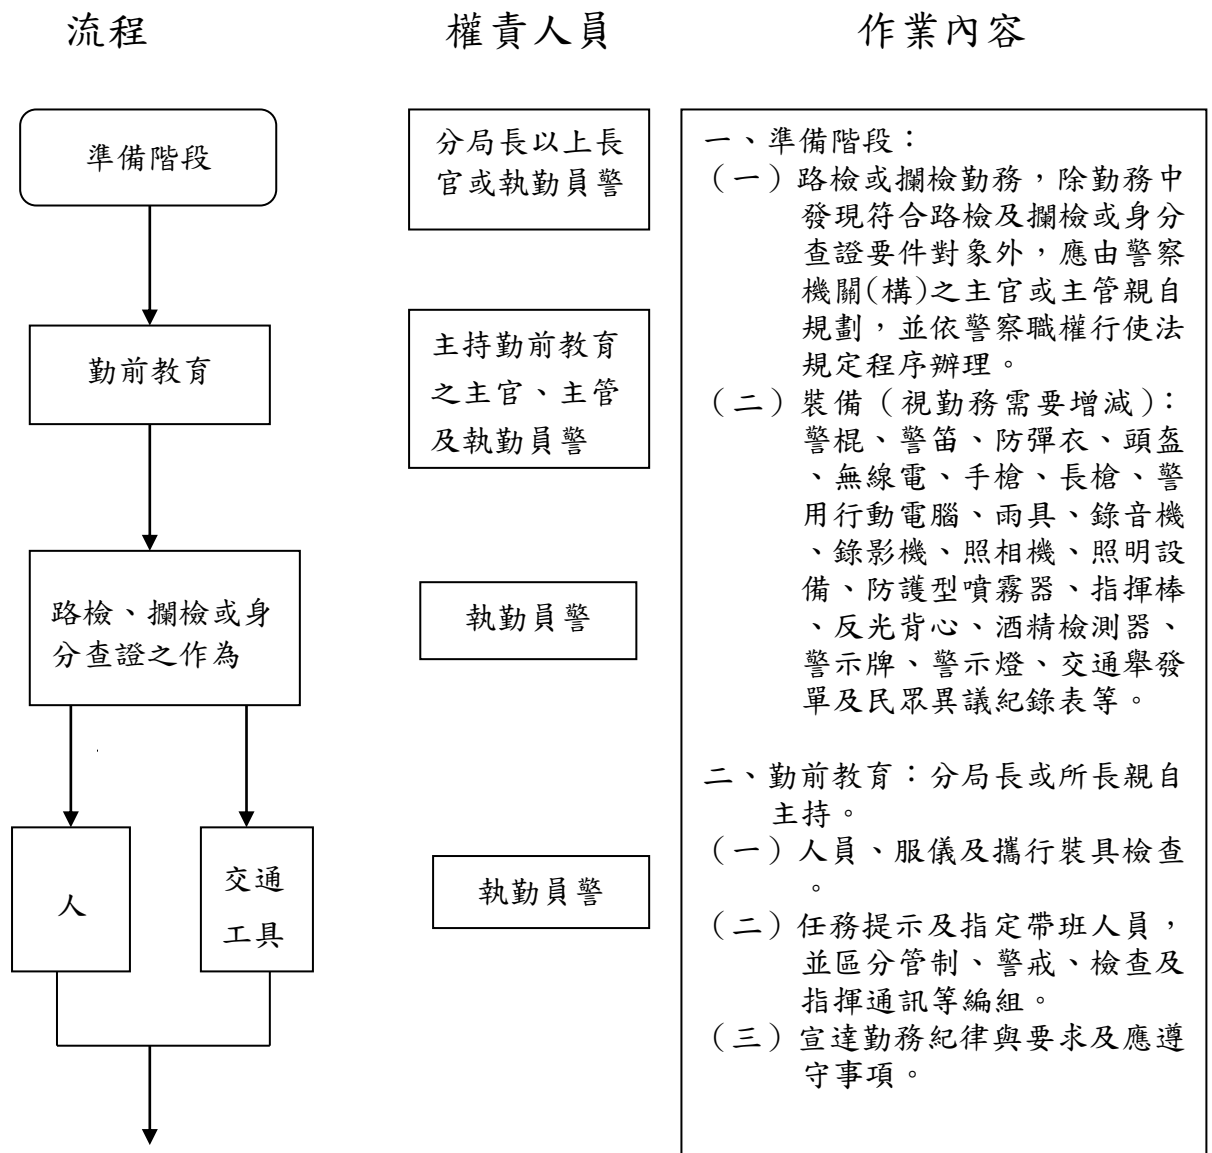 流程
權責人員
作業內容
準備階段
分局長以上長
官或執勤員警
勤前教育
主持勤前教育
之主官、主管
及執勤員警
路檢、攔檢或身
分查證之作為
執勤員警
人
交通
工具
執勤員警
一、準備階段：
（一）路檢或攔檢勤務，除勤務中
發現符合路檢及攔檢或身分
查證要件對象外，應由警察
機關(構)之主官或主管親自
規劃，並依警察職權行使法
規定程序辦理。
（二）裝備（視勤務需要增減）：
警棍、警笛、防彈衣、頭盔
、無線電、手槍、長槍、警
用行動電腦、雨具、錄音機
、錄影機、照相機、照明設
備、防護型噴霧器、指揮棒
、反光背心、酒精檢測器、
警示牌、警示燈、交通舉發
單及民眾異議紀錄表等。
二、勤前教育：分局長或所長親自
主持。
（一）人員、服儀及攜行裝具檢查
。
（二）任務提示及指定帶班人員，
並區分管制、警戒、檢查及
指揮通訊等編組。
（三）宣達勤務紀律與要求及應遵
守事項。